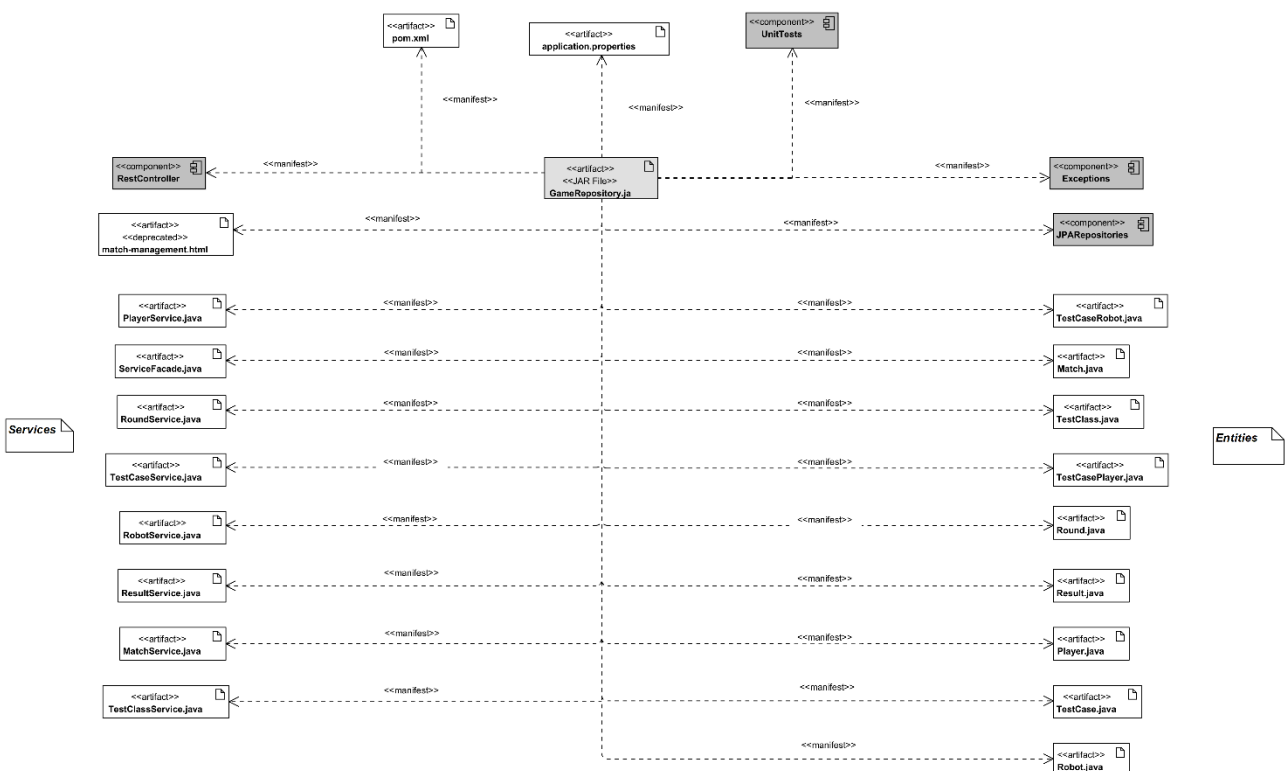 <<artifact>>
pom.xml
<<artifact>>
application.properties
<<component>>
UnitTests
<<manifest>>
<<manifest>>
<<manifest>>
<<component>>
RestController
<<manifest>>
<<artifact>>
<<JAR File>>
GameRepository.ja
<<manifest>>
<<component>>
Exceptions
<<artifact>>
<<deprecated>>
match-management.html
<<manifest>>
<<manifest>>
<<component>>
JPARepositories
<<artifact>>
PlayerService.java
<<manifest>>
<<manifest>>
<<artifact>>
TestCaseRobot.java
<<artifact>>
ServiceFacade.java
<<manifest>>
<<manifest>>
<<artifact>>
Match.java
<<artifact>>
RoundService.java
<<manifest>>
<<manifest>>
<<artifact>>
TestClass.java
Services
Entities
<<artifact>>
TestCaseService.java
<<manifest>>
<<manifest>>
<<artifact>>
TestCasePlayer.java
<<artifact>>
RobotService.java
<<manifest>>
<<manifest>>
<<artifact>>
Round.java
<<artifact>>
ResultService.java
<<manifest>>
<<manifest>>
<<artifact>>
Result.java
<<artifact>>
MatchService.java
<<manifest>>
<<manifest>>
<<artifact>>
Player.java
<<artifact>>
TestClassService.java
<<manifest>>
<<manifest>>
<<artifact>>
TestCase.java
<<manifest>>
<<artifact>>
Robot.java